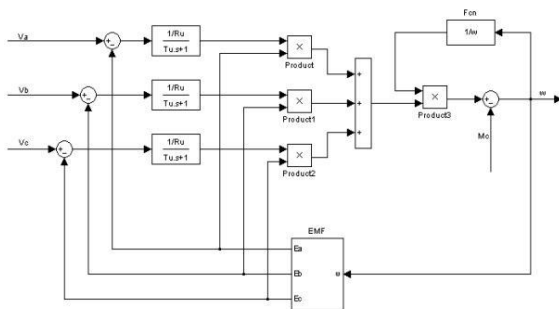 Fcn
1/w
Va
1/Ru
Tu.s+1
×
Product
Vb
1/Ru
Tu.s+1
×
Product1
×
Product3
w
Vc
1/Ru
Tu.s+1
×
Product2
Mc
EMF
Ea
Eb
Ec
w